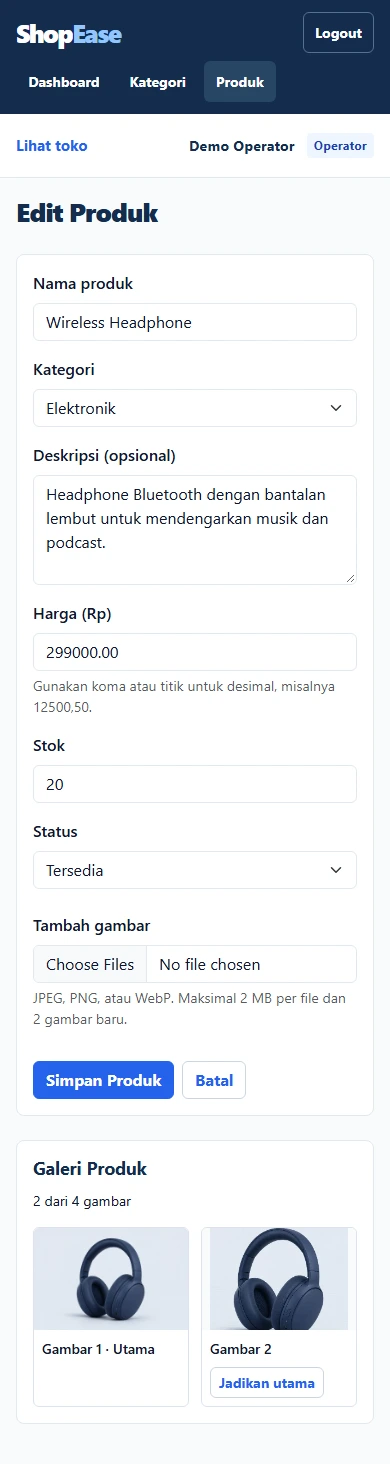 ShopEase
Logout
Dashboard Kategori Produk
Lihat toko Demo Operator Operator
Edit Produk
Nama produk
Wireless Headphone
Kategori
Elektronik
Deskripsi (opsional)
Headphone Bluetooth dengan bantalan
lembut untuk mendengarkan musik dan
podcast.
Harga (Rp)
299000.00
Gunakan koma atau titik untuk desimal, misalnya
12500,50.
Stok
20
Status
Tersedia
Tambah gambar
Choose Files No file chosen
JPEG, PNG, atau WebP. Maksimal 2 MB per file dan
2 gambar baru.
Simpan Produk Batal
Galeri Produk
2 dari 4 gambar
Gambar 1 · Utama
Gambar 2
Jadikan utama